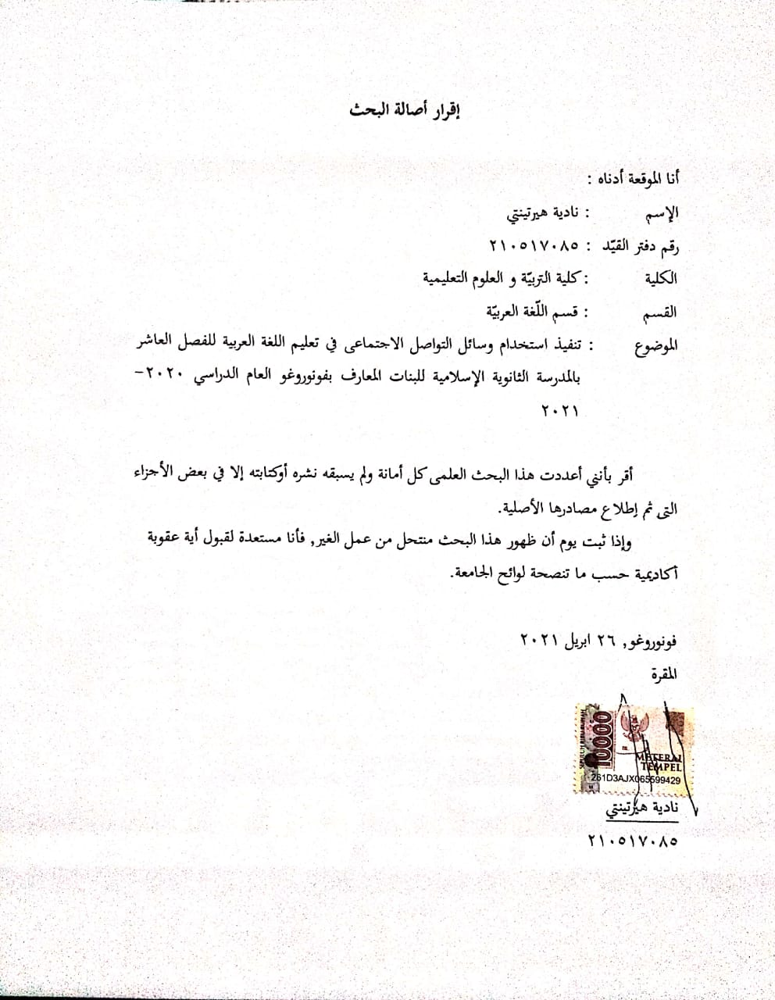 إقرار أصالة البحث
أنا الموقعة أدناه :
الإسم : نادية هيرتينتي
رقم دفتر القيّد : ٢١٠٥١٧٠٨٥
الكلية : كلية التربيّة و العلوم التعليمية
القسم : قسم اللّغة العربيّة
الموضوع : تنفيذ استخدام وسائل التواصل الاجتماعى في تعليم اللغة العربية للفصل العاشر
بالمدرسة الثانوية الإسلامية للبنات المعارف بفونوروغو العام الدراسي ٢٠٢٠-
٢٠٢١
أقر بأنني أعددت هذا البحث العلمى كل أمانة ولم يسبقه نشره أوكتابته إلا في بعض الأجزاء
التى ثم إطلاع مصادرها الأصلية.
وإذا ثبت يوم أن ظهور هذا البحث منتحل من عمل الغير, فأنا مستعدة لقبول أية عقوبة
أكاديمية حسب ما تنصحة لوائح الجامعة.
فونوروغو, ٢٦ ابريل ٢٠٢١
المقرة
10000
METERAI
TEMPEL
261D3AJX065599429
نادية هيرتينتي
٢١٠٥١٧٠٨٥